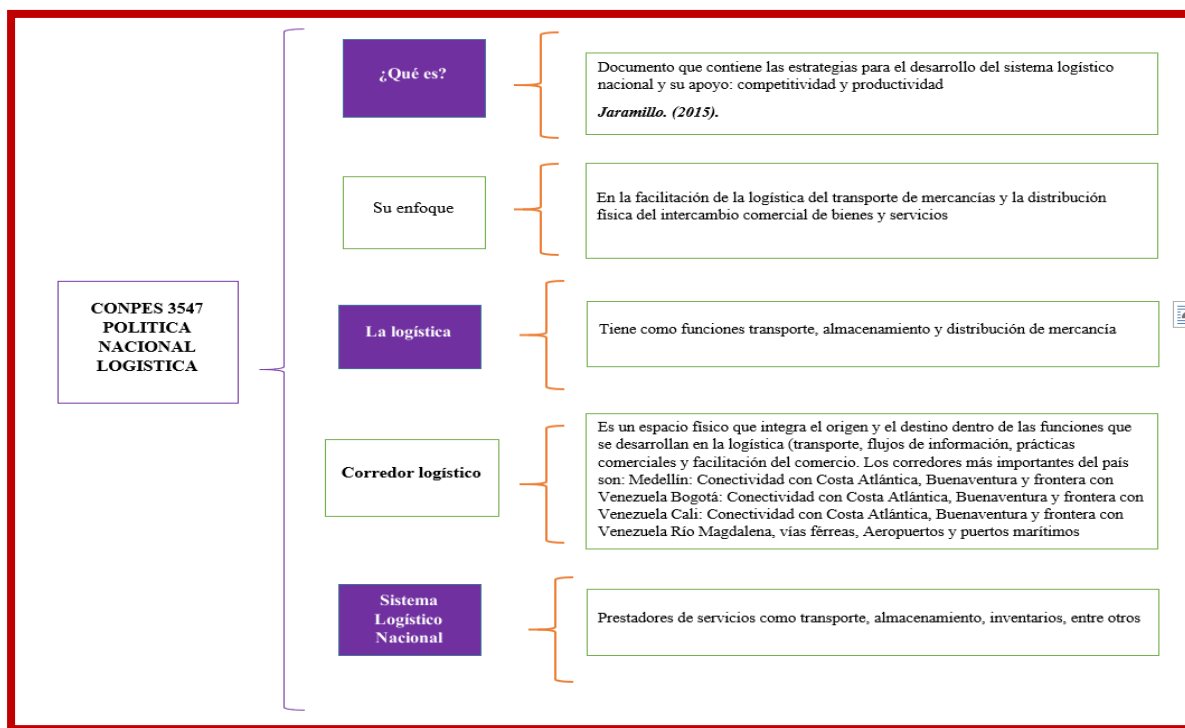 CONPES 3547
POLITICA
NACIONAL
LOGISTICA
¿Qué es?
Documento que contiene las estrategias para el desarrollo del sistema logístico
nacional y su apoyo: competitividad y productividad
Jaramillo. (2015).
Su enfoque
En la facilitación de la logística del transporte de mercancías y la distribución
física del intercambio comercial de bienes y servicios
La logística
Tiene como funciones transporte, almacenamiento y distribución de mercancía
Corredor logístico
Es un espacio físico que integra el origen y el destino dentro de las funciones que
se desarrollan en la logística (transporte, flujos de información, prácticas
comerciales y facilitación del comercio. Los corredores más importantes del país
son: Medellín: Conectividad con Costa Atlántica, Buenaventura y frontera con
Venezuela Bogotá: Conectividad con Costa Atlántica, Buenaventura y frontera con
Venezuela Cali: Conectividad con Costa Atlántica, Buenaventura y frontera con
Venezuela Río Magdalena, vías férreas, Aeropuertos y puertos marítimos
Sistema
Logístico
Nacional
Prestadores de servicios como transporte, almacenamiento, inventarios, entre otros